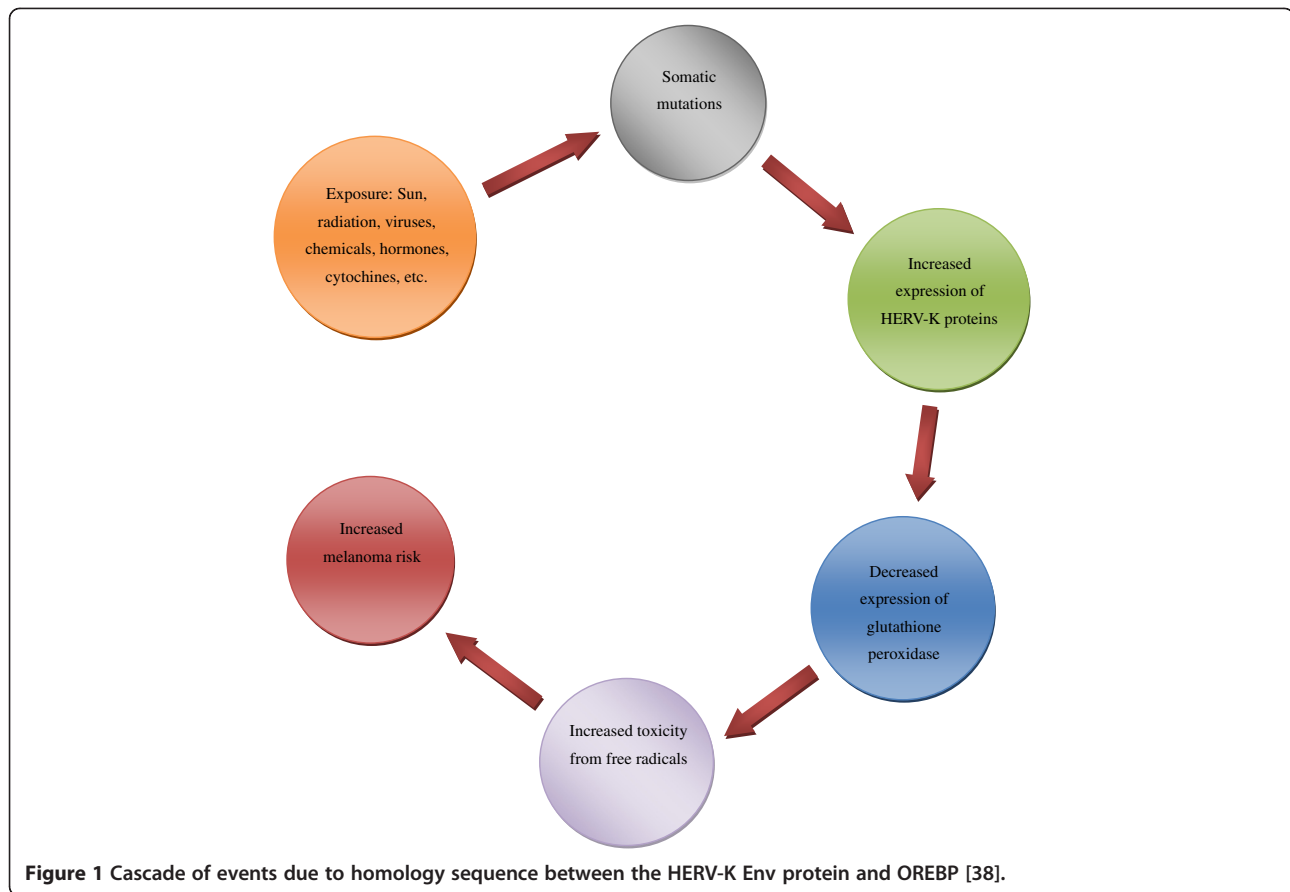 Somatic
mutations
Exposure: Sun,
radiation, viruses,
chemicals, hormones,
cytochines, etc.
Increased
expression of
HERV-K proteins
Increased
melanoma risk
Decreased
expression of
glutathione
peroxidase
Increased toxicity
from free radicals
Figure 1 Cascade of events due to homology sequence between the HERV-K Env protein and OREBP [38].